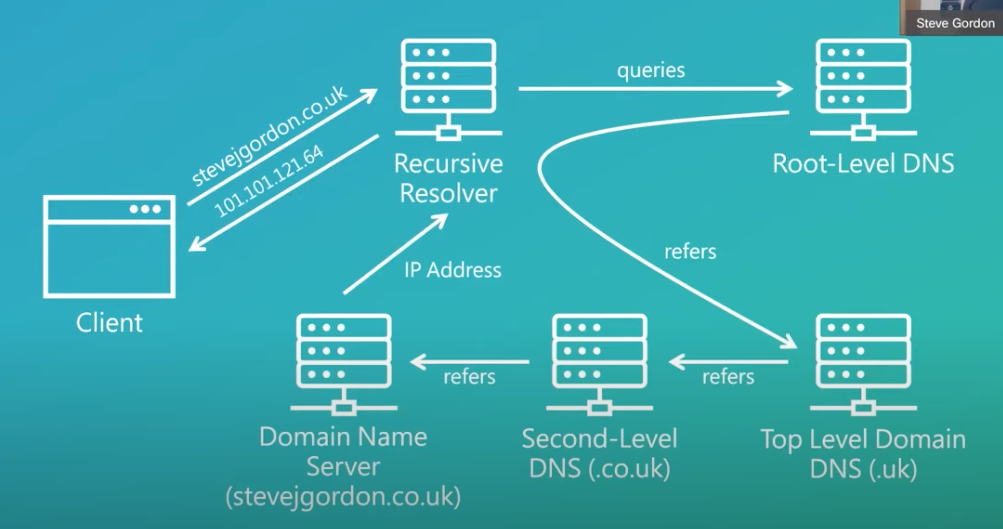 Steve Gordon
stevejgordon.co.uk
101.101.121.64
queries
Recursive
Resolver
Root-Level DNS
refers
IP Address
Client
refers
refers
Domain Name
Server
(stevejgordon.co.uk)
Second-Level
DNS (.co.uk)
Top Level Domain
DNS (.uk)